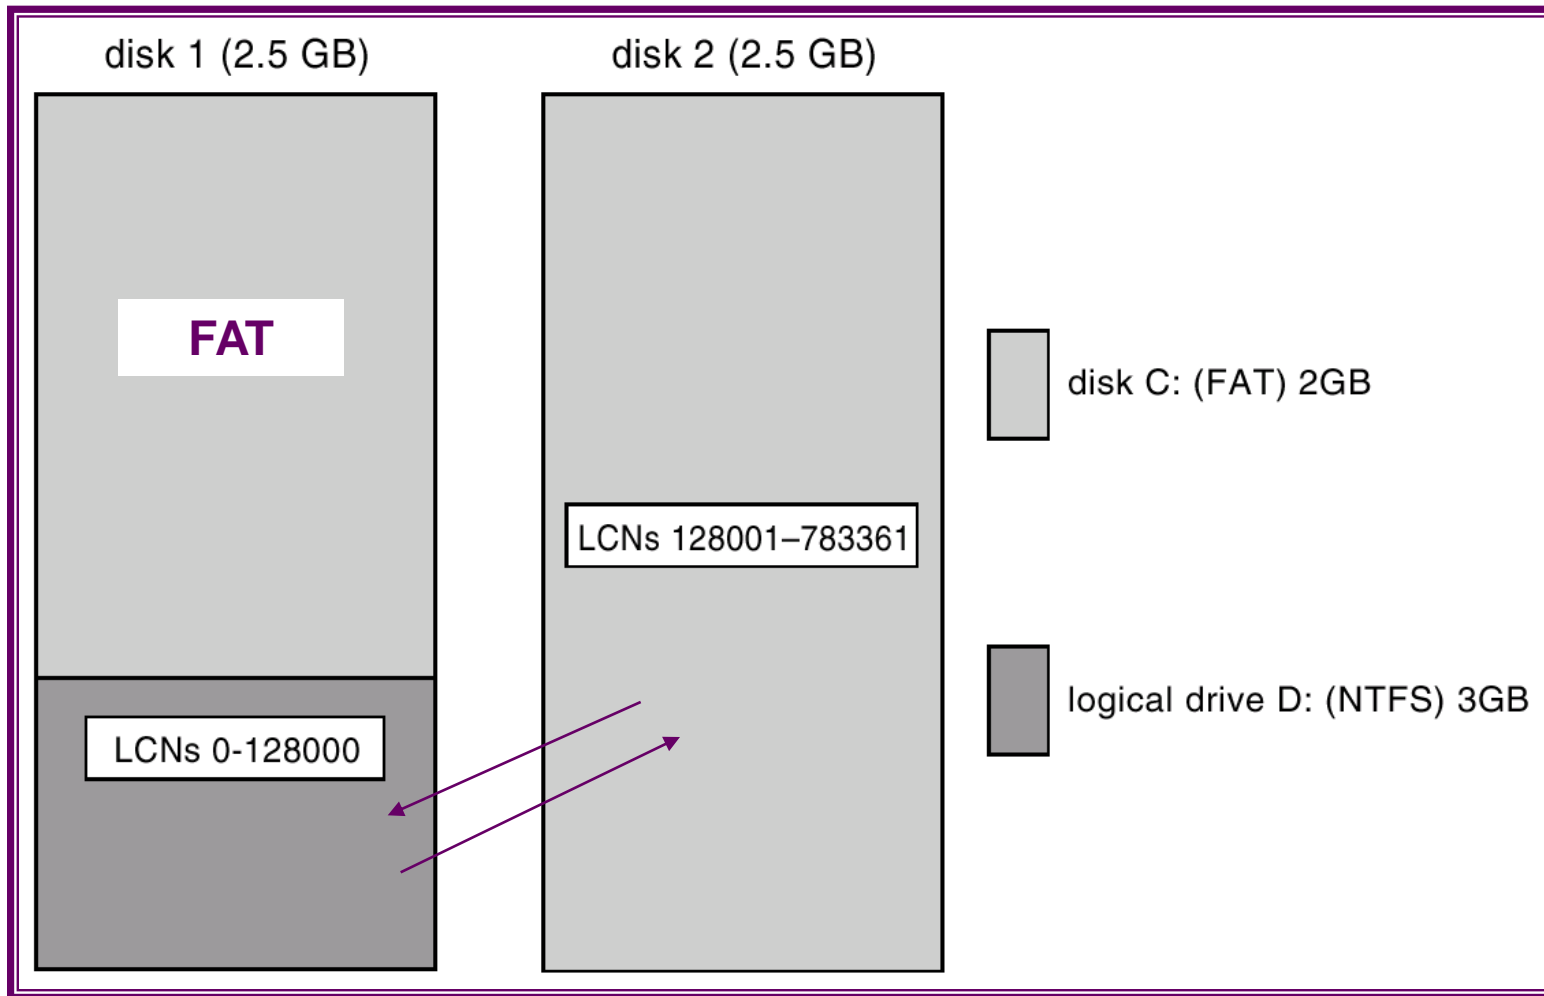 disk 1 (2.5 GB)
disk 2 (2.5 GB)
FAT
disk C: (FAT) 2GB
LCNs 128001–783361
logical drive D: (NTFS) 3GB
LCNs 0-128000